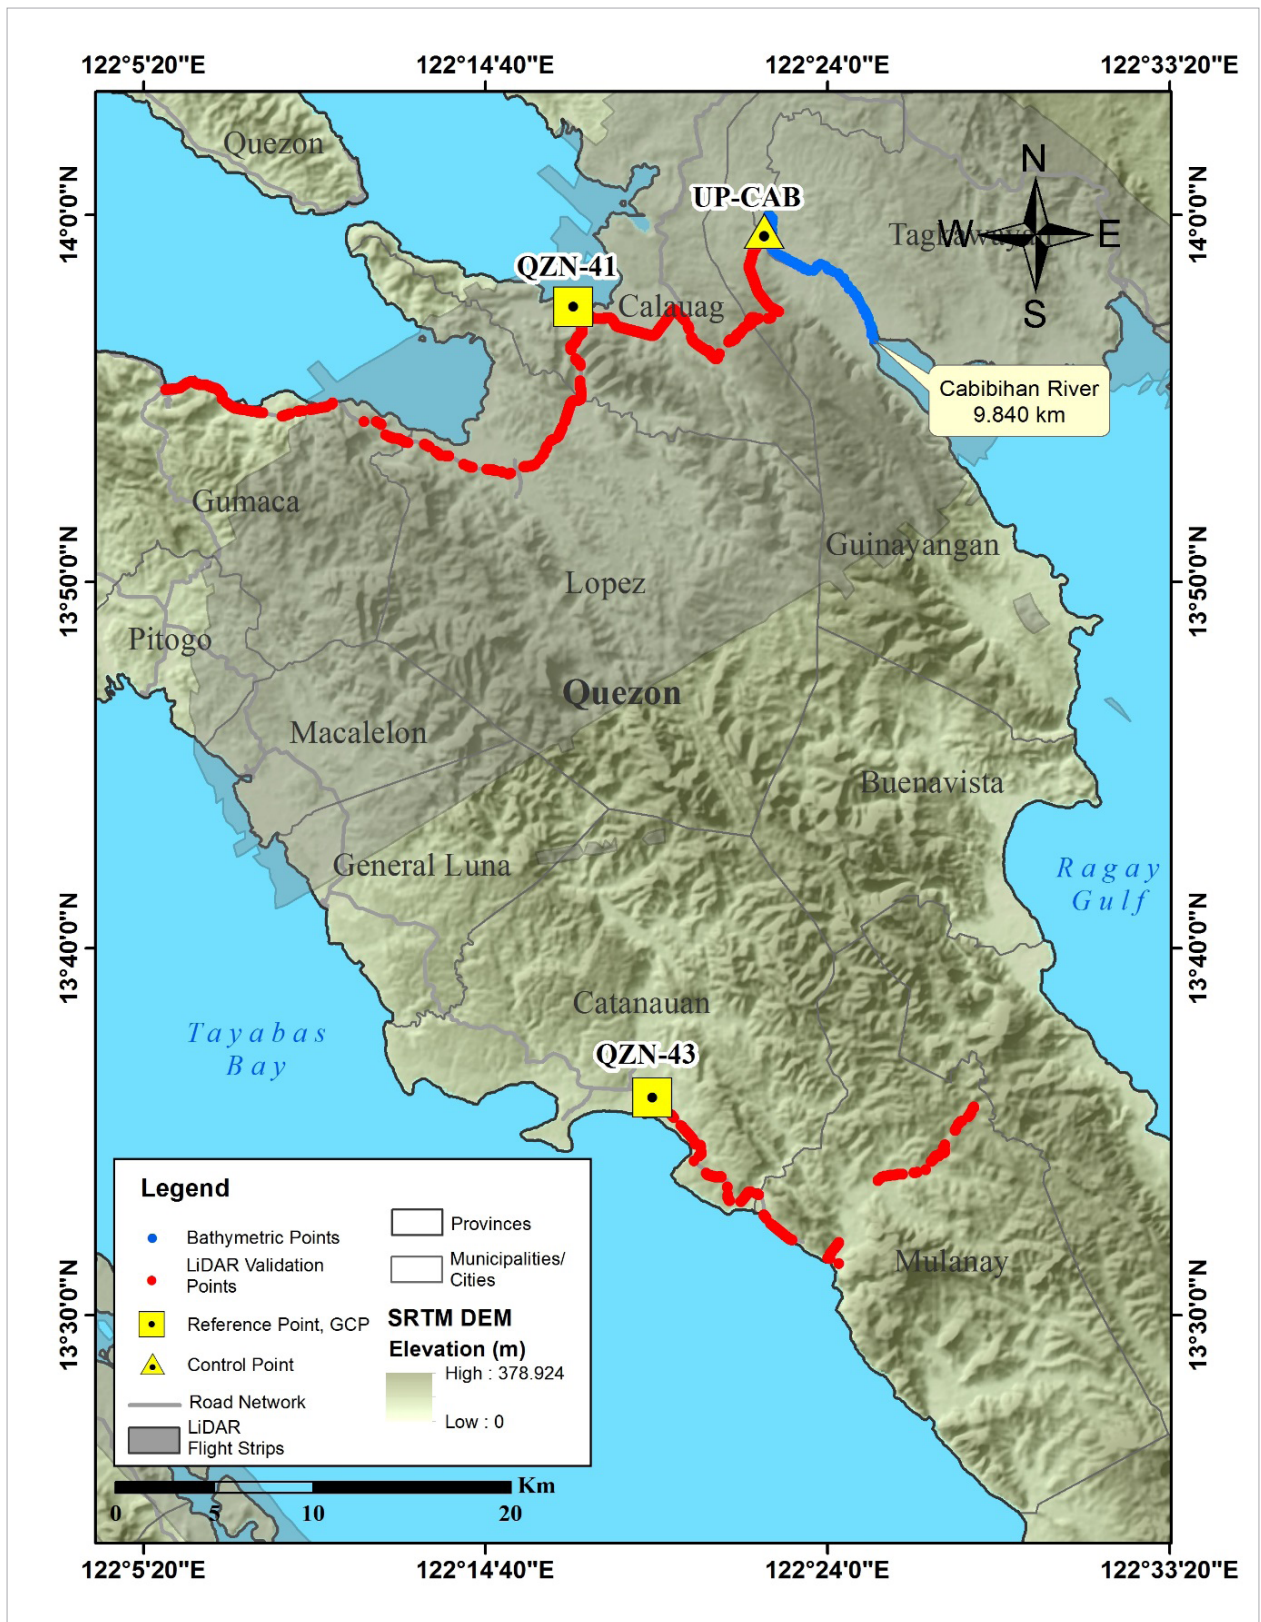 122°5'20"E
122°14'40"E
122°24'0"E
122°33'20"E
14°0'0"N
14°0'0"N
13°50'0"N
13°50'0"N
13°40'0"N
13°40'0"N
13°30'0"N
13°30'0"N
Quezon
N
W
E
S
UP-CAB
QZN-41
Calauag
Cabibihan River
9.840 km
Gumaca
Guinayangan
Lopez
Pitogo
Quezon
Macalelon
Buenavista
General Luna
Ragay
Gulf
Catanauan
Tayabas
Bay
QZN-43
Mulanay
Legend
Bathymetric Points
LiDAR Validation
Points
Reference Point, GCP
Control Point
Road Network
LiDAR
Flight Strips
Provinces
Municipalities/
Cities
SRTM DEM
Elevation (m)
High : 378.924
Low : 0
Km
0
5
10
20
122°5'20"E
122°14'40"E
122°24'0"E
122°33'20"E